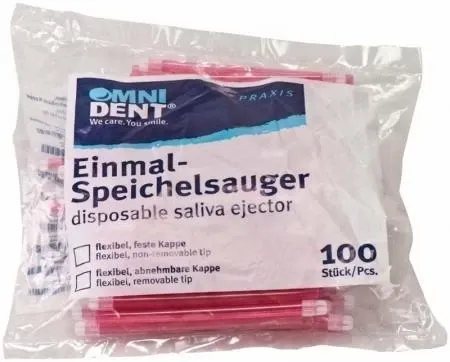 OMNI
DENT®
We care. You smile.
PRAXIS
Einmal-
Speichelsauger
disposable saliva ejector
flexibel, feste Kappe
flexibel, non-removable tip
flexibel, abnehmbare Kappe
flexibel, removable tip
100
Stück/Pcs.